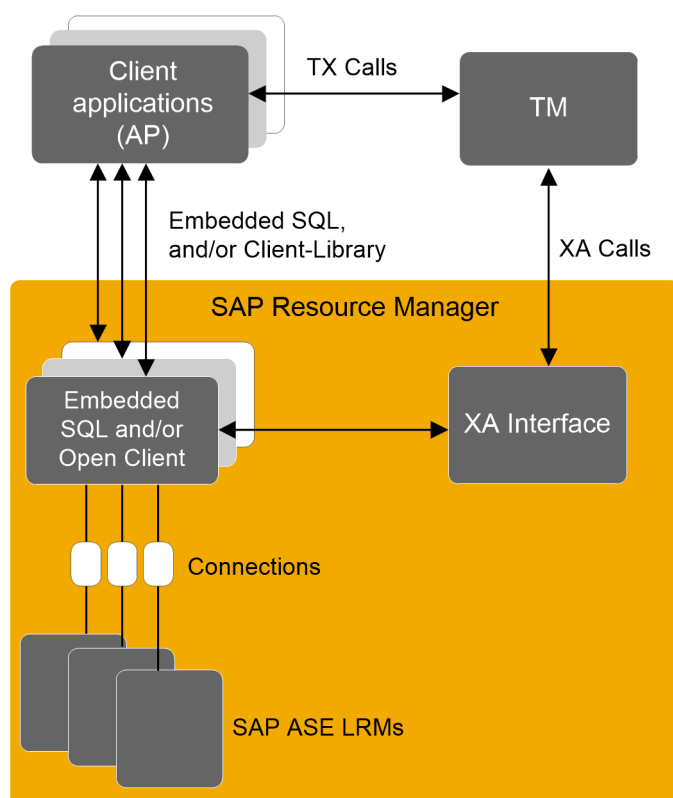 Client
applications
(AP)
TX Calls
TM
Embedded SQL,
and/or Client-Library
XA Calls
SAP Resource Manager
Embedded
SQL and/or
Open Client
XA Interface
Connections
SAP ASE LRMs